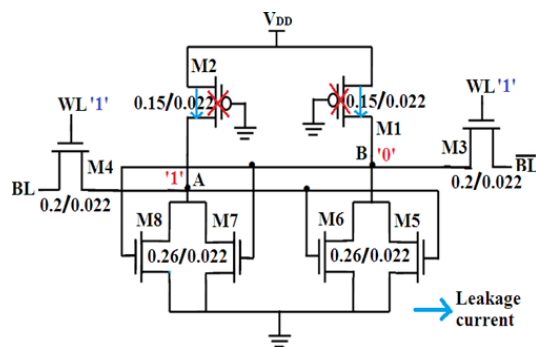 VDD
M2
0.15/0.022
0.15/0.022
M1
WL '1'
WL '1'
M4
M3
B '0'
'1' A
BL
BL
0.2/0.022
0.2/0.022
M8
M7
M6
M5
0.26/0.022
0.26/0.022
Leakage
current